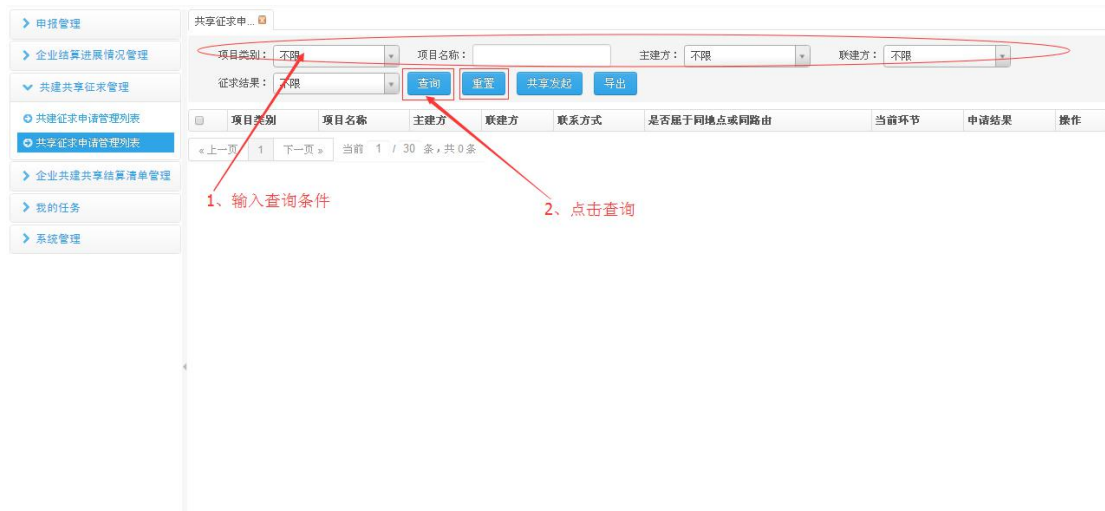 申报管理
企业结算进展情况管理
共建共享征求管理
共建征求申请管理列表
共享征求申请管理列表
企业共建共享结算清单管理
我的任务
系统管理
共享征求申...
项目类别： 不限 项目名称： 主建方： 不限 联建方： 不限
征求结果： 不限 查询 重置 共享发起 导出
项目类别 项目名称 主建方 联建方 联系方式 是否属于同地点或同路由 当前环节 申请结果 操作
«上一页 1 下一页» 当前 1 / 30 条，共0条
1、输入查询条件
2、点击查询